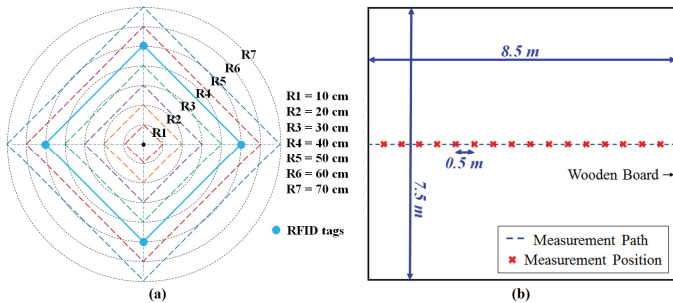 R7
R6
R5
R4
R3
R2
R1
R1 = 10 cm
R2 = 20 cm
R3 = 30 cm
R4 = 40 cm
R5 = 50 cm
R6 = 60 cm
R7 = 70 cm
RFID tags
(a)
8.5 m
0.5 m
7.5 m
Wooden Board
Measurement Path
Measurement Position
(b)